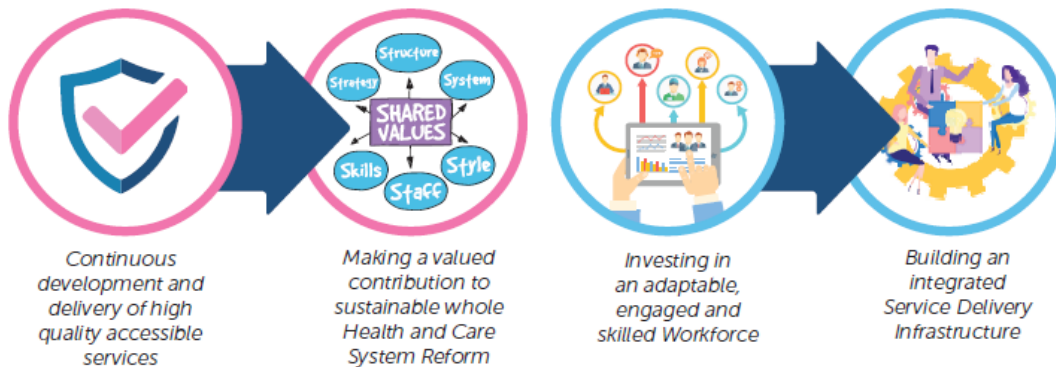 Structure
Strategy
System
SHARED
VALUES
Skills
Style
Staff
Continuous
development and
delivery of high
quality accessible
services
Making a valued
contribution to
sustainable whole
Health and Care
System Reform
Investing in
an adaptable,
engaged and
skilled Workforce
Building an
integrated
Service Delivery
Infrastructure